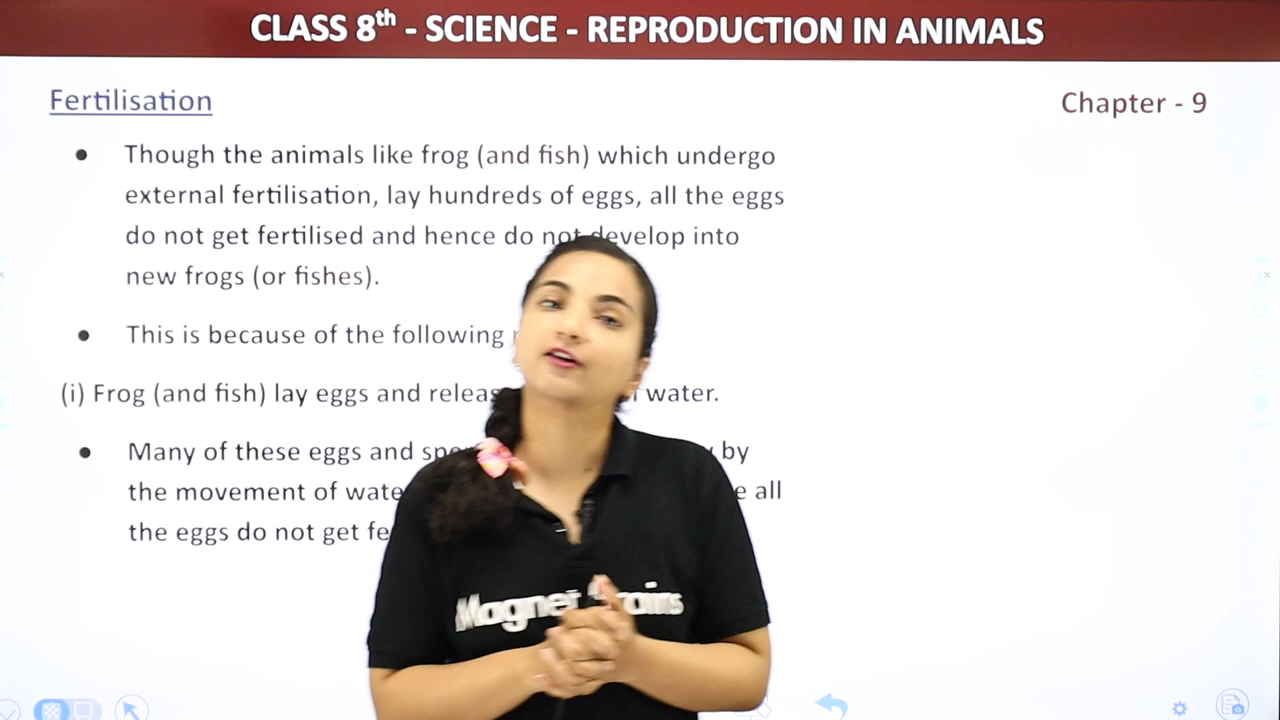 CLASS 8th - SCIENCE - REPRODUCTION IN ANIMALS
Fertilisation
Chapter - 9
Though the animals like frog (and fish) which undergo
external fertilisation, lay hundreds of eggs, all the eggs
do not get fertilised and hence do not develop into
new frogs (or fishes).
This is because of the following
(i) Frog (and fish) lay eggs and water.
Many of these eggs and by
the movement of all
the eggs do not get
Magnet Brains